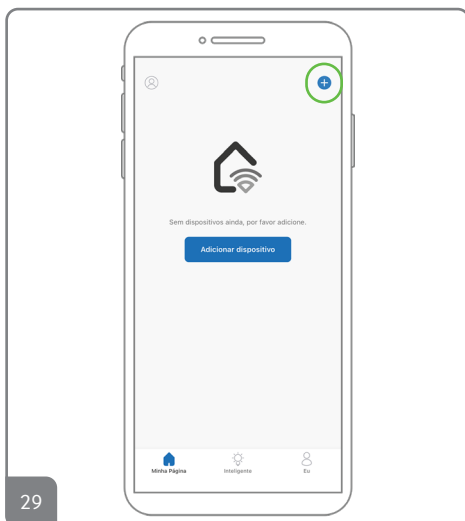 Sem dispositivos ainda, por favor adicione.
Adicionar dispositivo
Minha Página Inteligente Eu
29